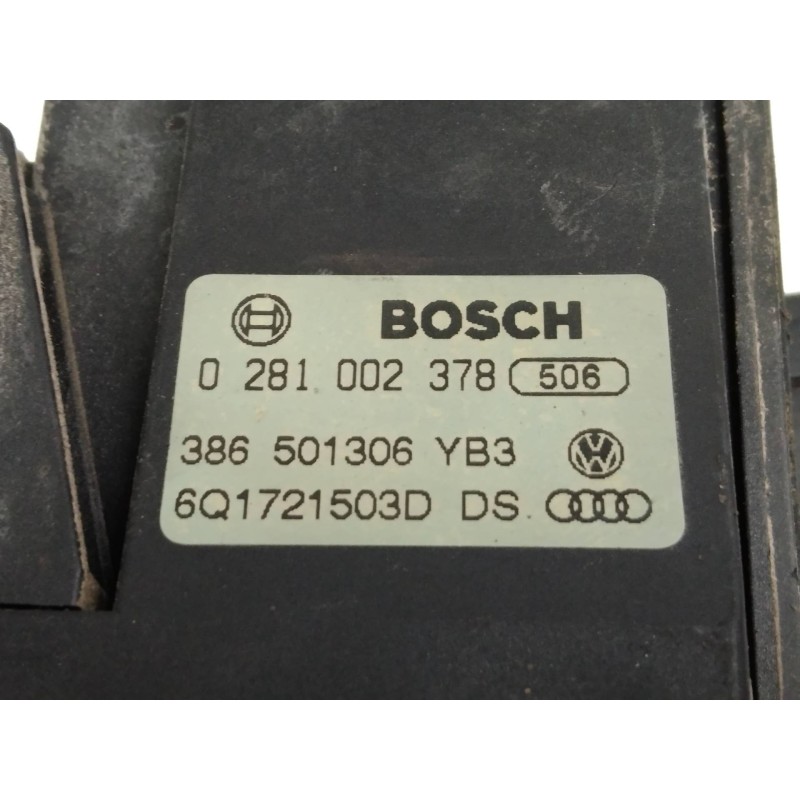 BOSCH
0 281 002 378 506
386 501306 YB3
6Q1721503D DS.